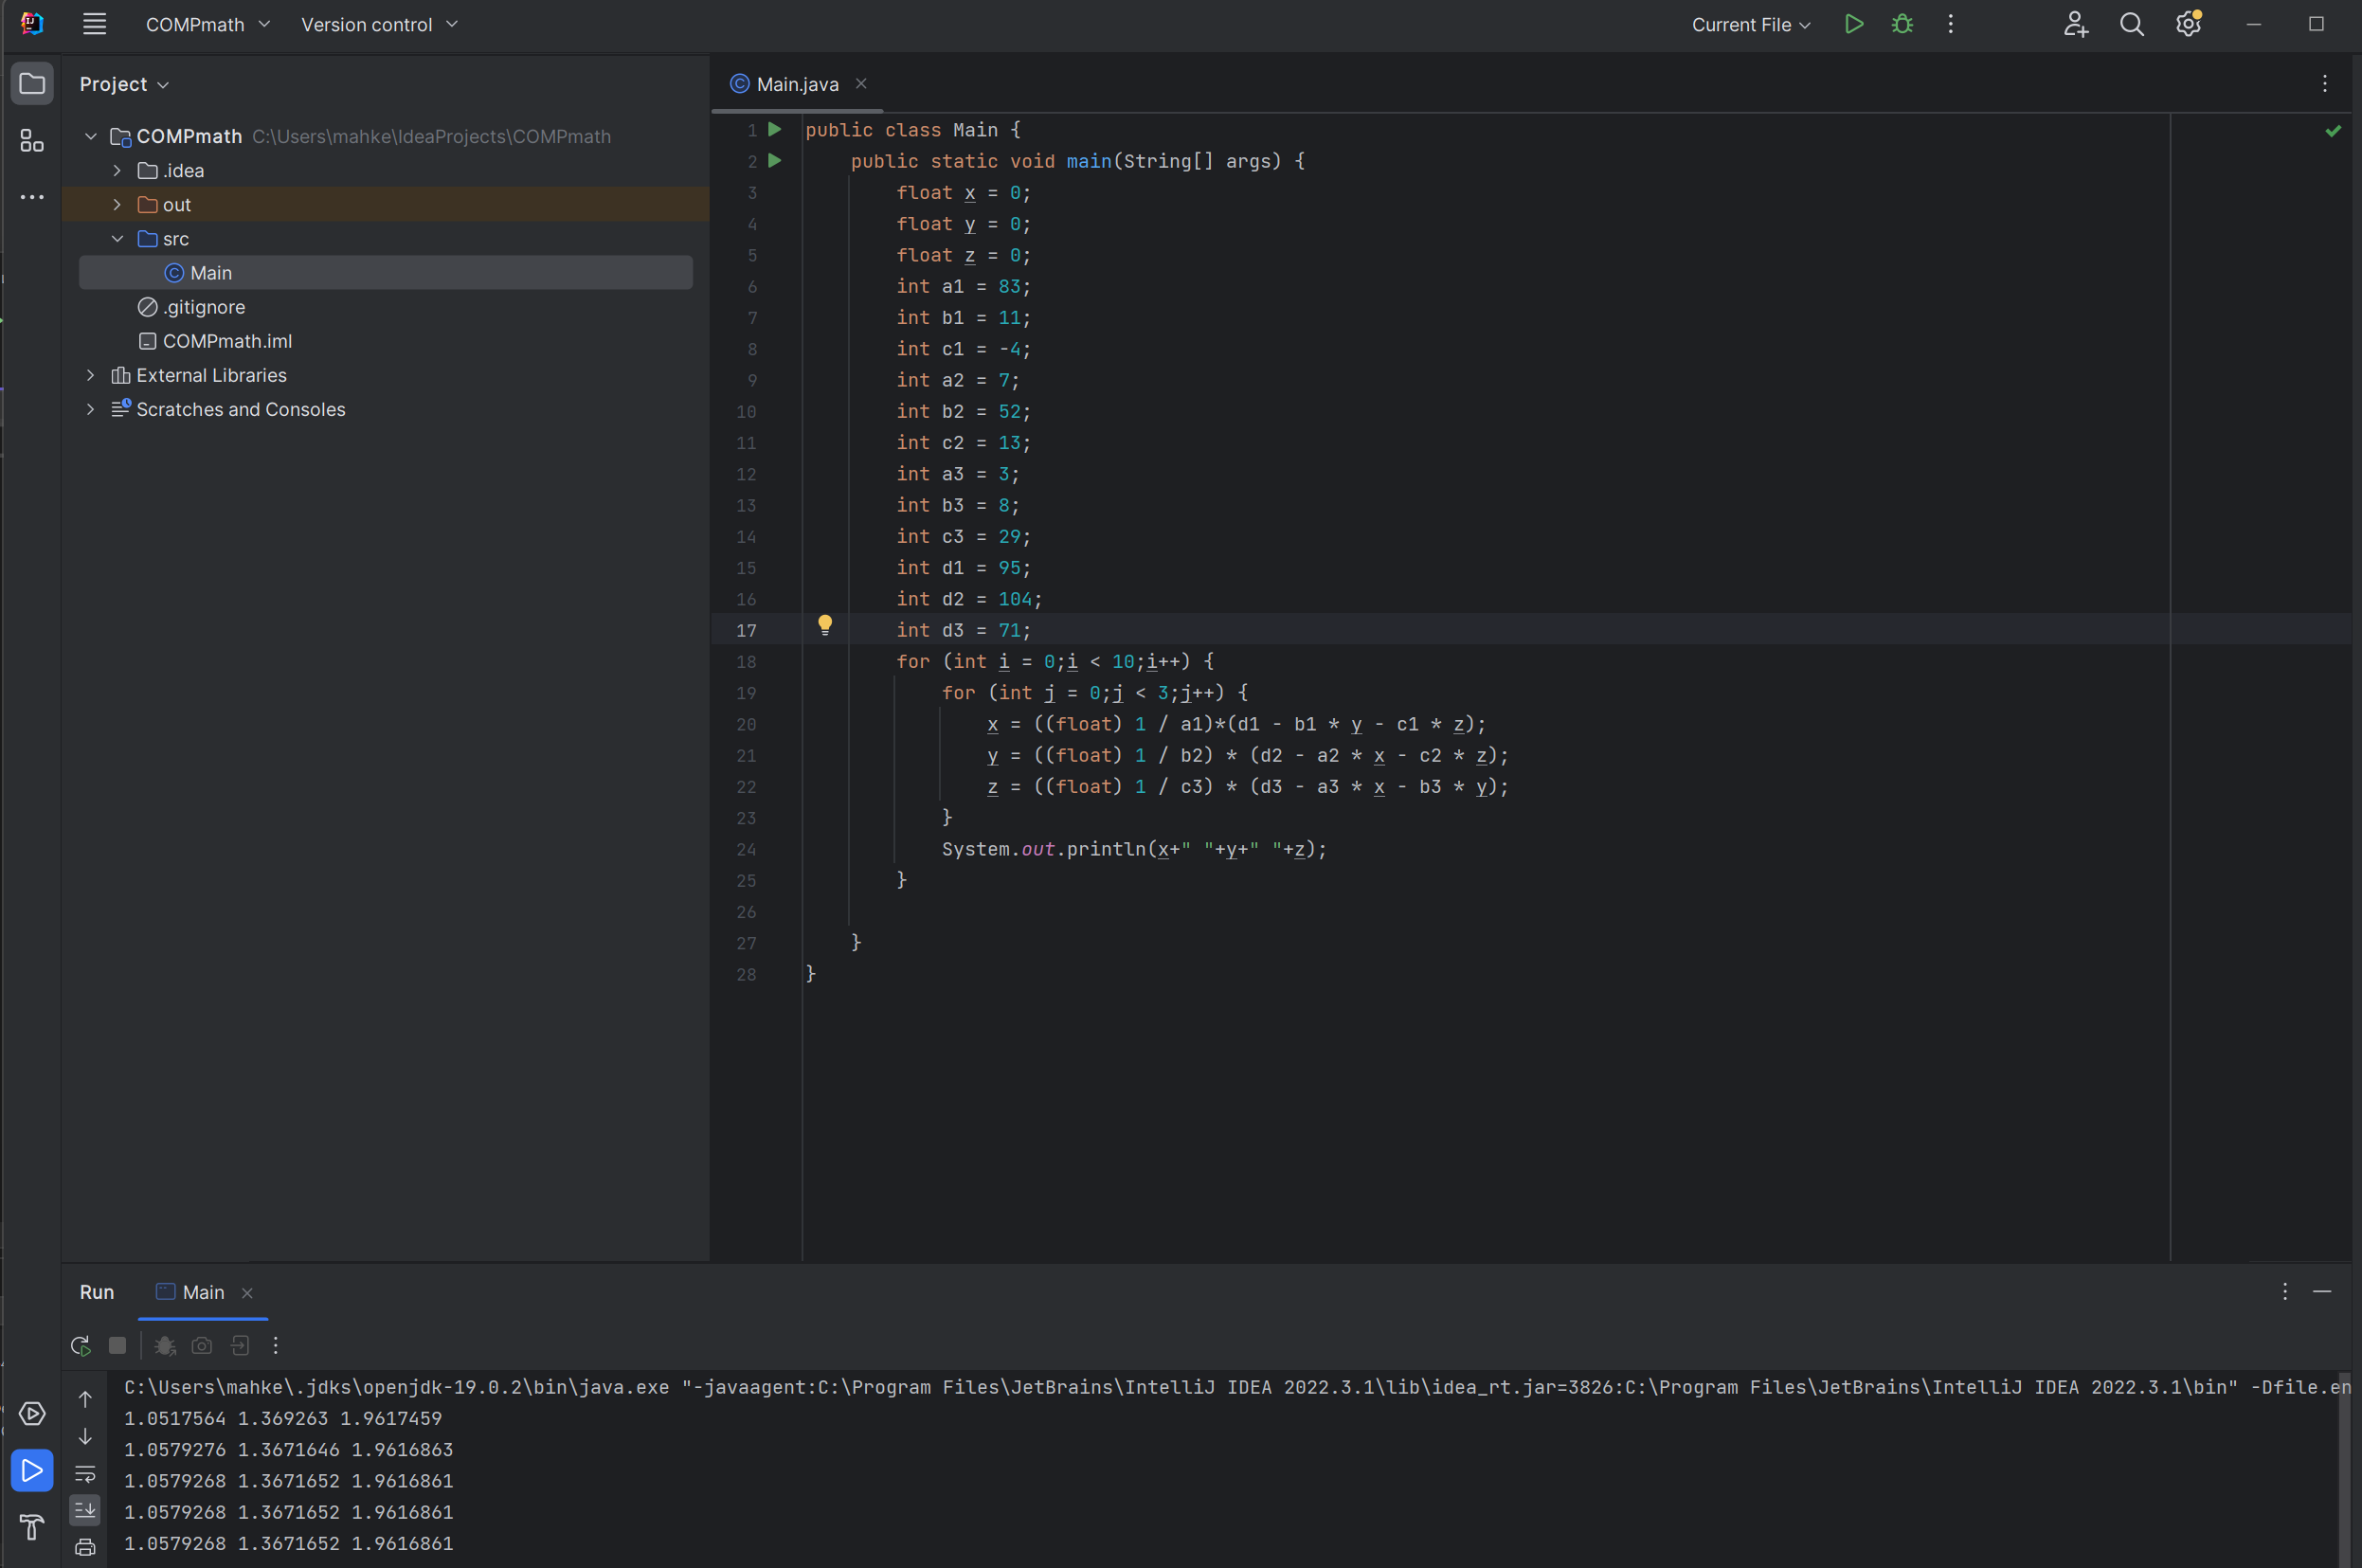 COMPmath Version control Current File
Project
Main.java
COMPmath C:\Users\mahke\IdeaProjects\COMPmath
.idea
out
src
Main
.gitignore
COMPmath.iml
External Libraries
Scratches and Consoles
1 public class Main {
2 public static void main(String[] args) {
3 float x = 0;
4 float y = 0;
5 float z = 0;
6 int a1 = 83;
7 int b1 = 11;
8 int c1 = -4;
9 int a2 = 7;
10 int b2 = 52;
11 int c2 = 13;
12 int a3 = 3;
13 int b3 = 8;
14 int c3 = 29;
15 int d1 = 95;
16 int d2 = 104;
17 int d3 = 71;
18 for (int i = 0;i < 10;i++) {
19 for (int j = 0;j < 3;j++) {
20 x = ((float) 1 / a1)*(d1 - b1 * y - c1 * z);
21 y = ((float) 1 / b2) * (d2 - a2 * x - c2 * z);
22 z = ((float) 1 / c3) * (d3 - a3 * x - b3 * y);
23 }
24 System.out.println(x+" "+y+" "+z);
25 }
26
27 }
28 }
Run Main
C:\Users\mahke\.jdks\openjdk-19.0.2\bin\java.exe "-javaagent:C:\Program Files\JetBrains\IntelliJ IDEA 2022.3.1\lib\idea_rt.jar=3826:C:\Program Files\JetBrains\IntelliJ IDEA 2022.3.1\bin" -Dfile.en
1.0517564 1.369263 1.9617459
1.0579276 1.3671646 1.9616863
1.0579268 1.3671652 1.9616861
1.0579268 1.3671652 1.9616861
1.0579268 1.3671652 1.9616861